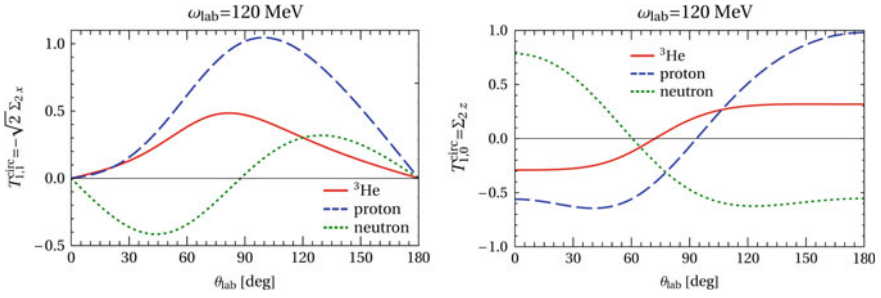 ω_lab=120 MeV
T^circ_1,1=−√2 Σ_2x
1.0
0.5
0.0
−0.5
³He
proton
neutron
0 30 60 90 120 150 180
θ_lab [deg]
ω_lab=120 MeV
T^circ_1,0=Σ_2z
1.0
0.5
0.0
−0.5
−1.0
³He
proton
neutron
0 30 60 90 120 150 180
θ_lab [deg]